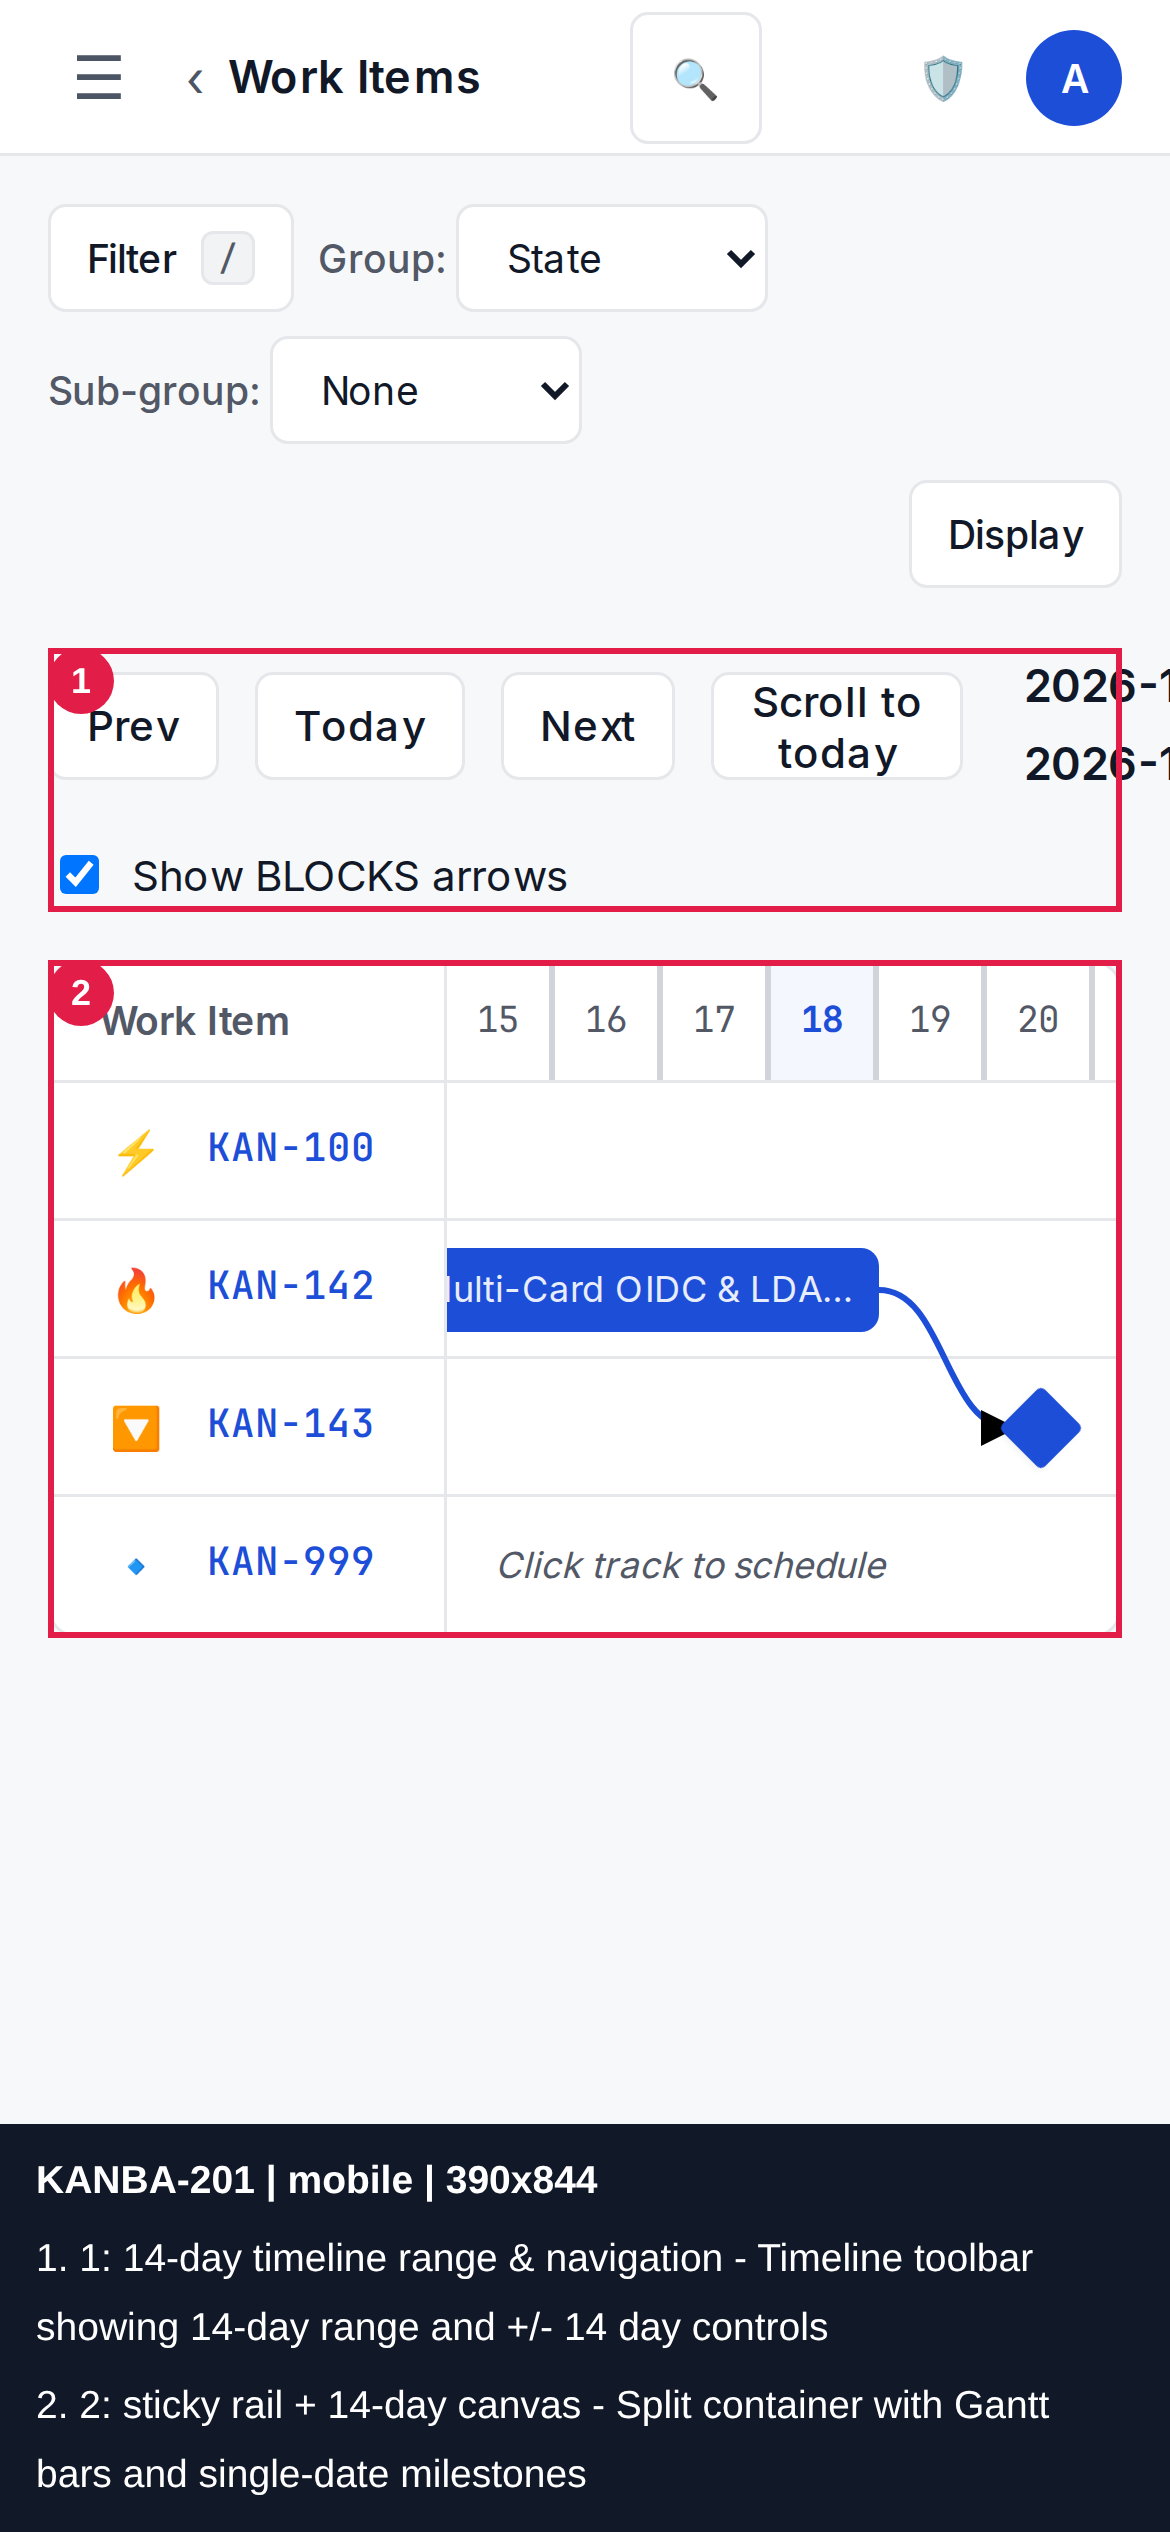 ☰ ‹ Work Items 🔍 🛡️ A
Filter / Group: State
Sub-group: None
Display
1
Prev Today Next Scroll to today
2026-1
2026-1
Show BLOCKS arrows
2
Work Item 15 16 17 18 19 20
KAN-100
KAN-142 ulti-Card OIDC & LDA...
KAN-143
KAN-999 Click track to schedule
KANBA-201 | mobile | 390x844
1. 1: 14-day timeline range & navigation - Timeline toolbar
showing 14-day range and +/- 14 day controls
2. 2: sticky rail + 14-day canvas - Split container with Gantt
bars and single-date milestones